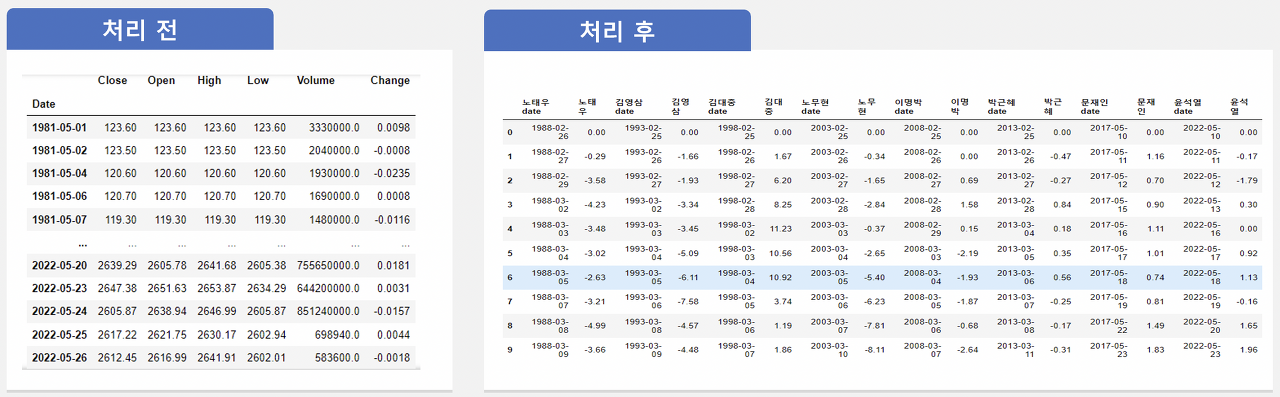 처리 전
Close Open High Low Volume Change
Date
1981-05-01 123.60 123.60 123.60 123.60 3330000.0 0.0098
1981-05-02 123.50 123.50 123.50 123.50 2040000.0 -0.0008
1981-05-04 120.60 120.60 120.60 120.60 1930000.0 -0.0235
1981-05-06 120.70 120.70 120.70 120.70 1690000.0 0.0008
1981-05-07 119.30 119.30 119.30 119.30 1480000.0 -0.0116
... ... ... ... ... ... ...
2022-05-20 2639.29 2605.78 2641.68 2605.38 755650000.0 0.0181
2022-05-23 2647.38 2651.63 2653.87 2634.29 644200000.0 0.0031
2022-05-24 2605.87 2638.94 2646.99 2605.87 851240000.0 -0.0157
2022-05-25 2617.22 2621.75 2630.17 2602.94 698940.0 0.0044
2022-05-26 2612.45 2616.99 2641.91 2602.01 583600.0 -0.0018
처리 후
노태우 노태 김영삼 김영 김대중 김대 노무현 노무 이명박 이명 박근혜 박근 문재인 문재 윤석열 윤석
date 우 date 삼 date 중 date 현 date 박 date 혜 date 인 date 열
0 1988-02- 0.00 1993-02- 0.00 1998-02- 0.00 2003-02- 0.00 2008-02- 0.00 2013-02- 0.00 2017-05- 0.00 2022-05- 0.00
26 25 25 25 25 25 10 10
1 1988-02- -0.29 1993-02- -1.66 1998-02- 1.67 2003-02- -0.34 2008-02- 0.00 2013-02- -0.47 2017-05- 1.16 2022-05- -0.17
27 26 26 26 26 26 11 11
2 1988-02- -3.58 1993-02- -1.93 1998-02- 6.20 2003-02- -1.65 2008-02- 0.69 2013-02- -0.27 2017-05- 0.70 2022-05- -1.79
29 27 27 27 27 27 12 12
3 1988-03- -4.23 1993-03- -3.34 1998-02- 8.25 2003-02- -2.84 2008-02- 1.58 2013-02- 0.84 2017-05- 0.90 2022-05- 0.30
02 02 28 28 28 28 15 13
4 1988-03- -3.48 1993-03- -3.45 1998-03- 11.23 2003-03- -0.37 2008-02- 0.15 2013-03- 0.18 2017-05- 1.11 2022-05- 0.00
03 03 02 03 29 04 16 16
5 1988-03- -3.02 1993-03- -5.09 1998-03- 10.56 2003-03- -2.65 2008-03- -2.19 2013-03- 0.35 2017-05- 1.01 2022-05- 0.92
04 04 03 04 03 05 17 17
6 1988-03- -2.63 1993-03- -6.11 1998-03- 10.92 2003-03- -5.40 2008-03- -1.93 2013-03- 0.56 2017-05- 0.74 2022-05- 1.13
05 05 04 05 04 06 18 18
7 1988-03- -3.21 1993-03- -7.58 1998-03- 3.74 2003-03- -6.23 2008-03- -1.87 2013-03- -0.25 2017-05- 0.81 2022-05- -0.16
07 06 05 06 05 07 19 19
8 1988-03- -4.99 1993-03- -4.57 1998-03- 1.19 2003-03- -7.81 2008-03- -0.68 2013-03- -0.17 2017-05- 1.49 2022-05- 1.65
08 08 06 07 06 08 22 20
9 1988-03- -3.66 1993-03- -4.48 1998-03- 1.86 2003-03- -8.11 2008-03- -2.64 2013-03- -0.31 2017-05- 1.83 2022-05- 1.96
09 09 07 10 07 11 23 23